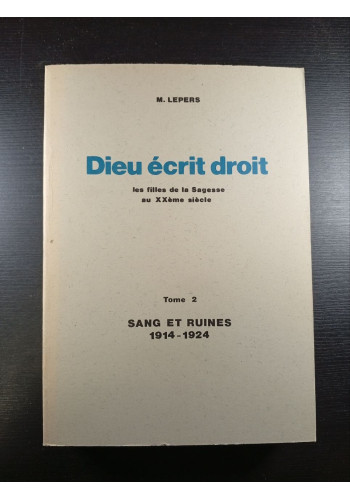 M. LEPERS
Dieu écrit droit
les filles de la Sagesse
au XXème siècle
Tome 2
SANG ET RUINES
1914-1924